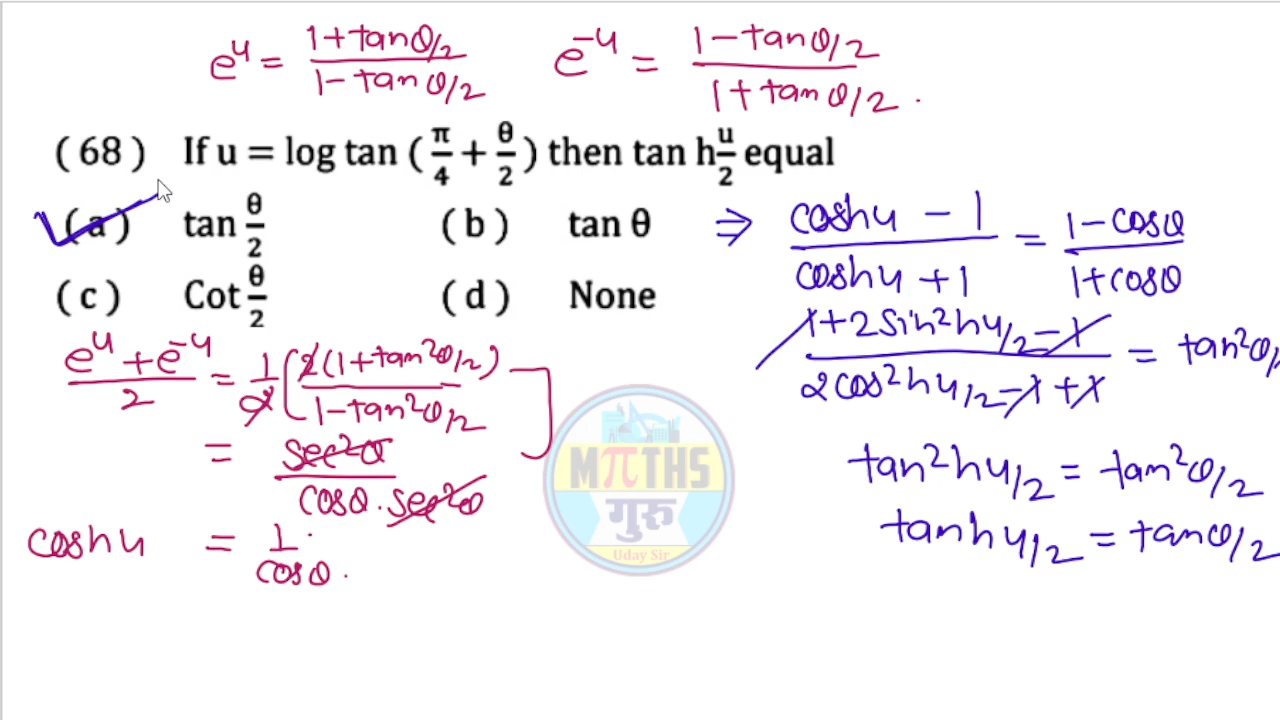 e^u = (1+tanθ/2)/(1-tanθ/2) e^-u = (1-tanθ/2)/(1+tanθ/2).
(68) If u = log tan (π/4 + θ/2) then tan h u/2 equal
(a) tan θ/2 (b) tan θ
(c) Cot θ/2 (d) None
(e^u + e^-u)/2 = 1/2 (2(1+tan²θ/2)/(1-tan²θ/2))
= sec²θ/(cosθ.sec²θ)
coshu = 1/cosθ.
⇒ (coshu - 1)/(coshu + 1) = (1-cosθ)/(1+cosθ)
(1+2sin²hu/2-1)/(2cos²hu/2-1+1) = tan²θ/
tan²hu/2 = tan²θ/2
tanhu/2 = tanθ/2
MπTHS
गुरु
Uday Sir